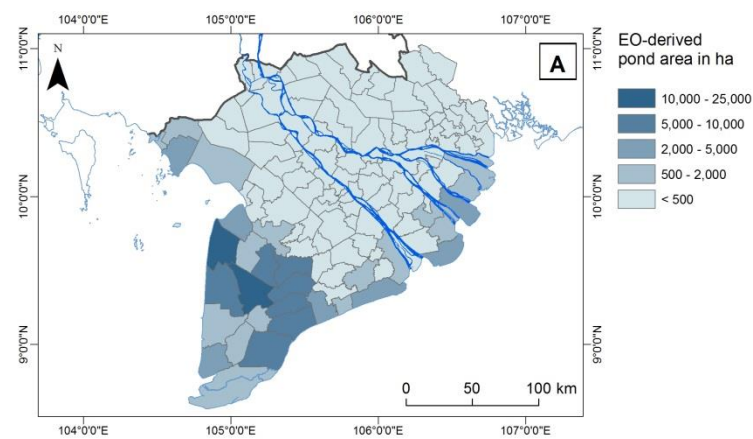 104°0'0"E 105°0'0"E 106°0'0"E 107°0'0"E
11°0'0"N
11°0'0"N
N
A
EO-derived
pond area in ha
10,000 - 25,000
5,000 - 10,000
2,000 - 5,000
500 - 2,000
< 500
10°0'0"N
10°0'0"N
9°0'0"N
9°0'0"N
0 50 100 km
104°0'0"E 105°0'0"E 106°0'0"E 107°0'0"E